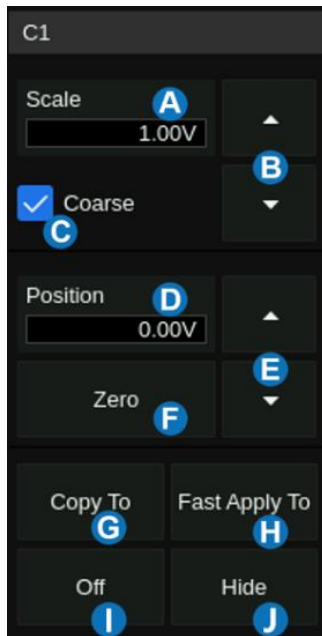 C1
Scale
A
1.00V
B
Coarse
C
Position
D
0.00V
E
Zero
F
Copy To
G
Fast Apply To
H
Off
I
Hide
J